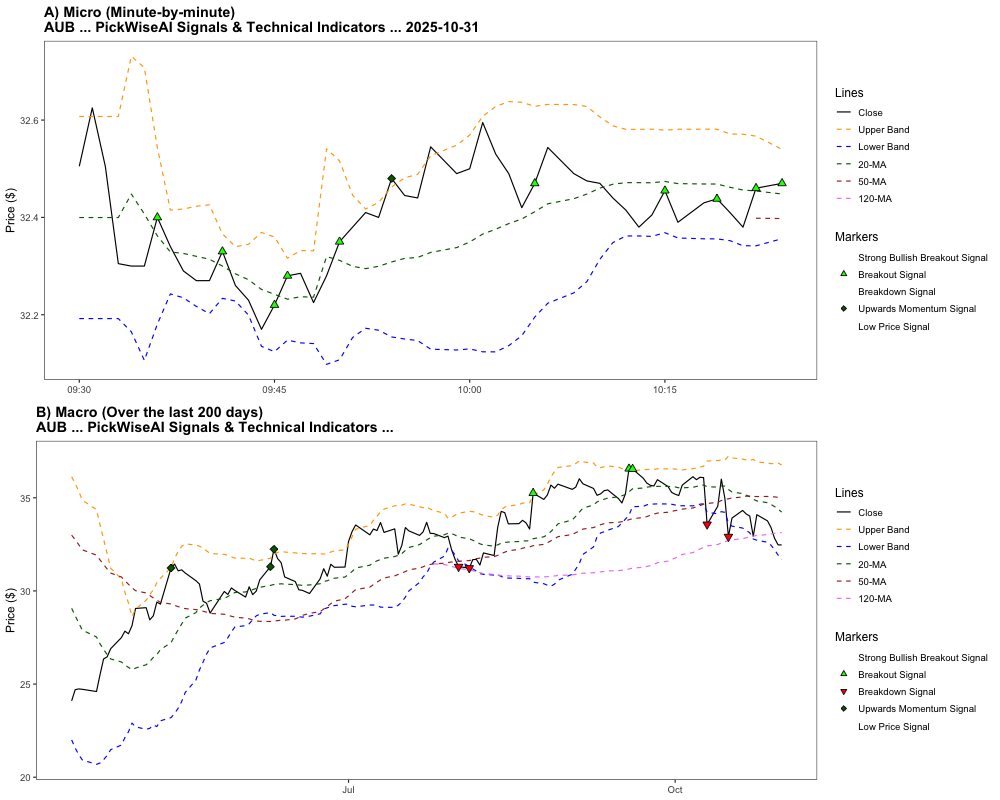 A) Micro (Minute-by-minute)
AUB ... PickWiseAI Signals & Technical Indicators ... 2025-10-31
Price ($)
32.6
32.4
32.2
09:30
09:45
10:00
10:15
Lines
Close
Upper Band
Lower Band
20-MA
50-MA
120-MA
Markers
Strong Bullish Breakout Signal
Breakout Signal
Breakdown Signal
Upwards Momentum Signal
Low Price Signal
B) Macro (Over the last 200 days)
AUB ... PickWiseAI Signals & Technical Indicators ...
Price ($)
35
30
25
20
Jul
Oct
Lines
Close
Upper Band
Lower Band
20-MA
50-MA
120-MA
Markers
Strong Bullish Breakout Signal
Breakout Signal
Breakdown Signal
Upwards Momentum Signal
Low Price Signal